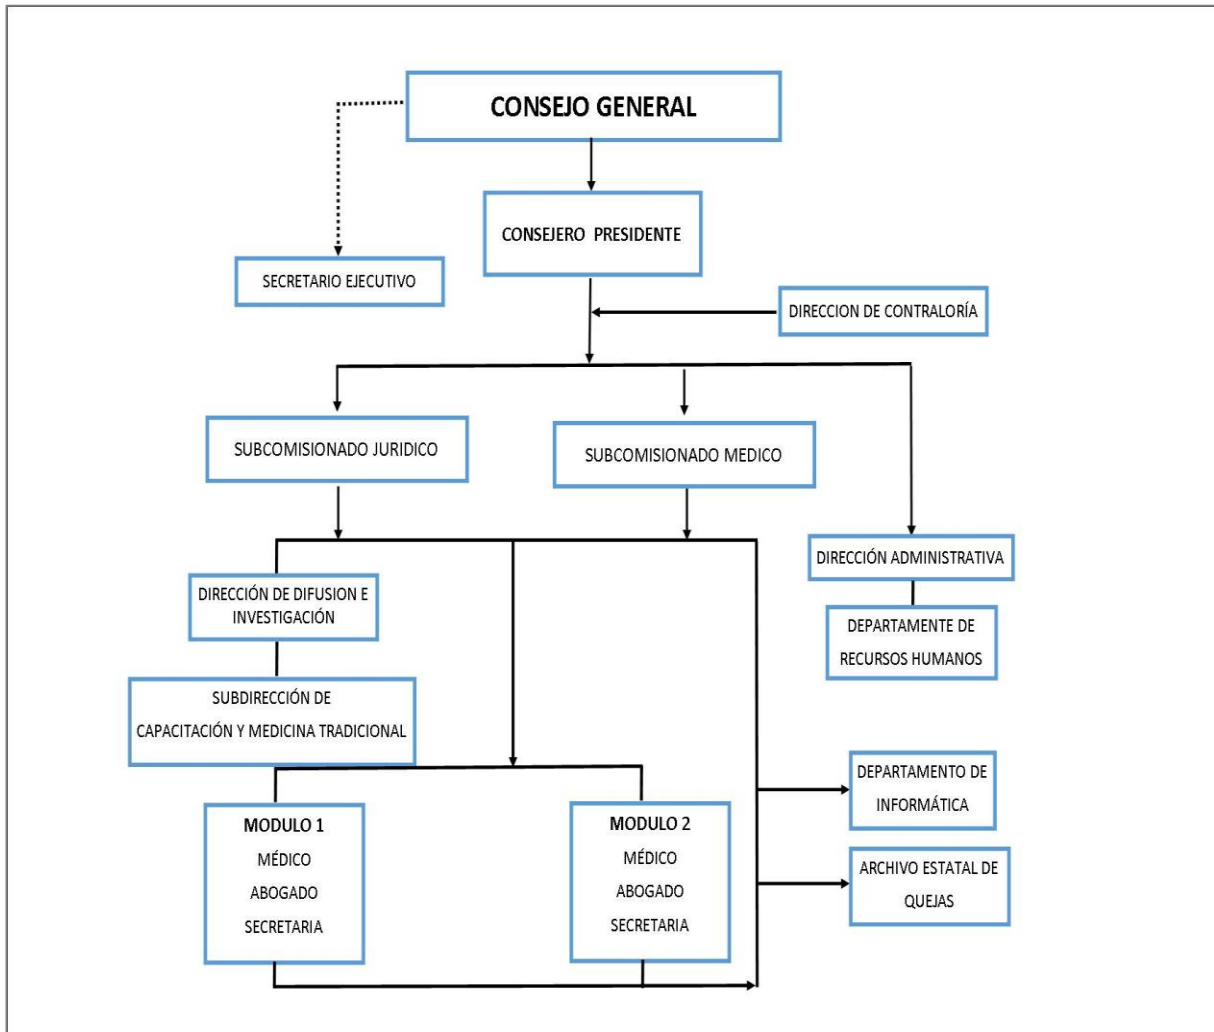 CONSEJO GENERAL
CONSEJERO PRESIDENTE
SECRETARIO EJECUTIVO
DIRECCION DE CONTRALORÍA
SUBCOMISIONADO JURIDICO
SUBCOMISIONADO MEDICO
DIRECCIÓN ADMINISTRATIVA
DEPARTAMENTE DE
RECURSOS HUMANOS
DIRECCIÓN DE DIFUSION E
INVESTIGACIÓN
SUBDIRECCIÓN DE
CAPACITACIÓN Y MEDICINA TRADICIONAL
MODULO 1
MÉDICO
ABOGADO
SECRETARIA
MODULO 2
MÉDICO
ABOGADO
SECRETARIA
DEPARTAMENTO DE
INFORMÁTICA
ARCHIVO ESTATAL DE
QUEJAS